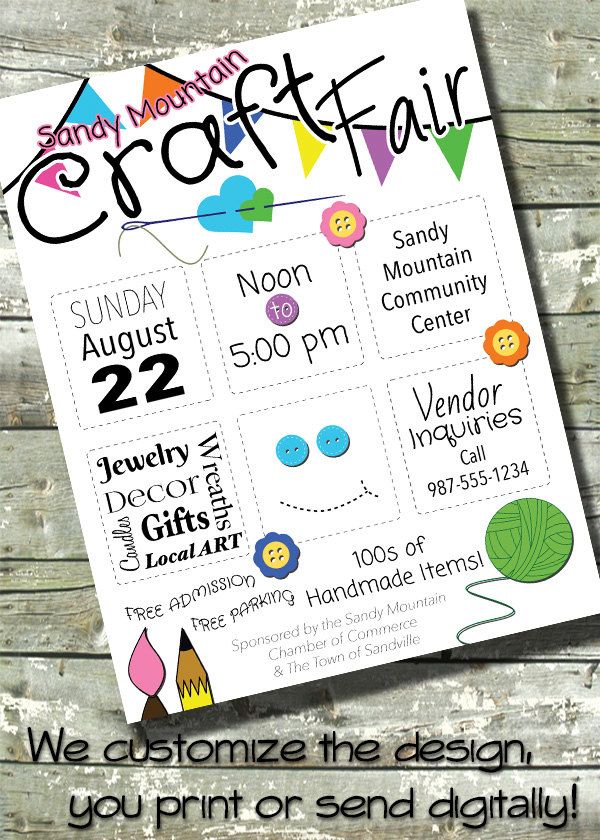 Sandy Mountain
Craft Fair
SUNDAY
August
22
Noon
to
5:00 pm
Sandy
Mountain
Community
Center
Jewelry
Decor
Candles
Gifts
Wreaths
Local ART
Vendor
Inquiries
Call
987-555-1234
FREE ADMISSION
FREE PARKING
100s of
Handmade Items!
Sponsored by the Sandy Mountain
Chamber of Commerce
& The Town of Sandville
We customize the design,
you print or send digitally!